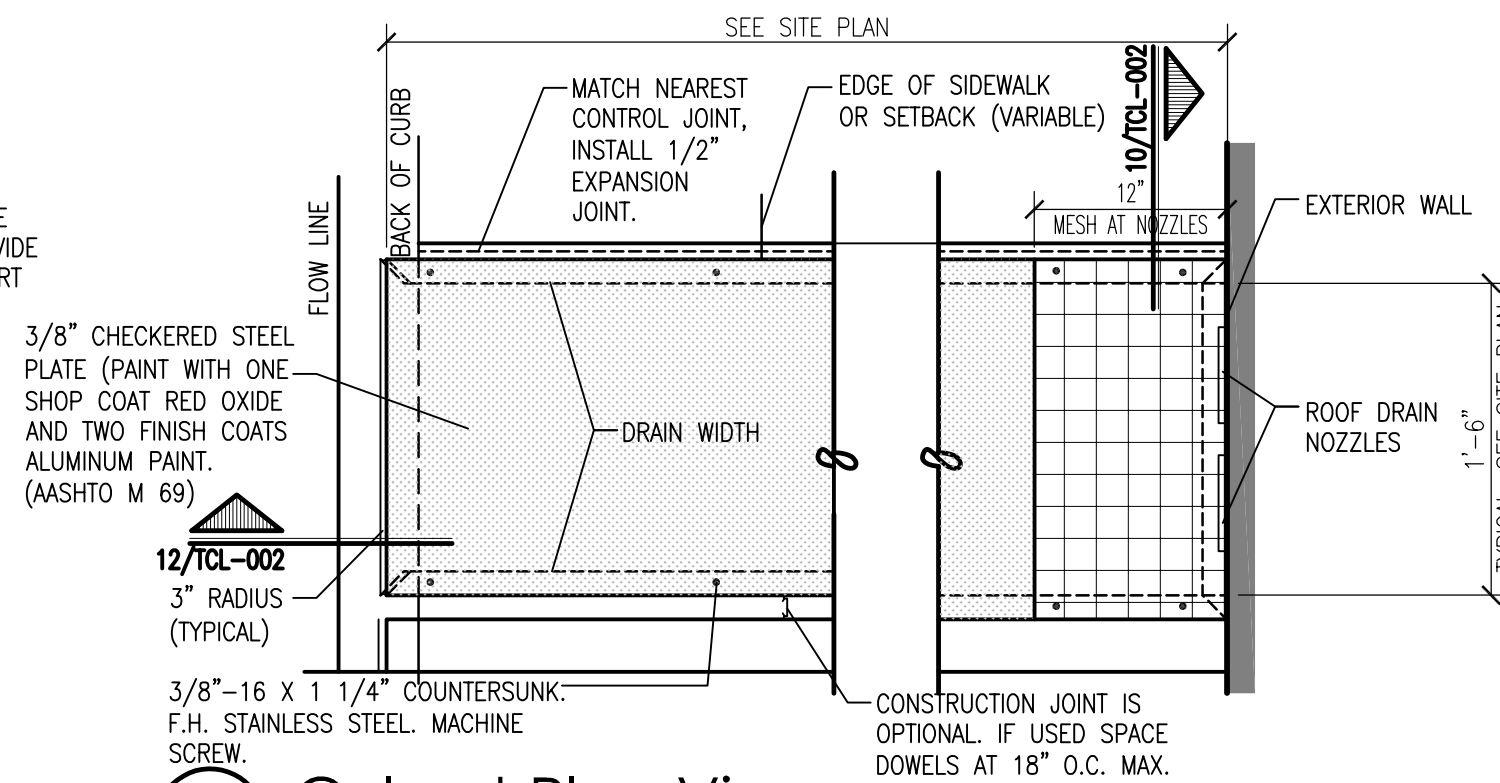 SEE SITE PLAN
MATCH NEAREST
CONTROL JOINT,
INSTALL 1/2"
EXPANSION
JOINT.
EDGE OF SIDEWALK
OR SETBACK (VARIABLE)
10/TCL-002
BACK OF CURB
FLOW LINE
12"
MESH AT NOZZLES
EXTERIOR WALL
E
VIDE
RT
3/8" CHECKERED STEEL
PLATE (PAINT WITH ONE
SHOP COAT RED OXIDE
AND TWO FINISH COATS
ALUMINUM PAINT.
(AASHTO M 69)
DRAIN WIDTH
ROOF DRAIN
NOZZLES
1'-6"
12/TCL-002
3" RADIUS
(TYPICAL)
3/8"-16 X 1 1/4" COUNTERSUNK.
F.H. STAINLESS STEEL. MACHINE
SCREW.
CONSTRUCTION JOINT IS
OPTIONAL. IF USED SPACE
DOWELS AT 18" O.C. MAX.